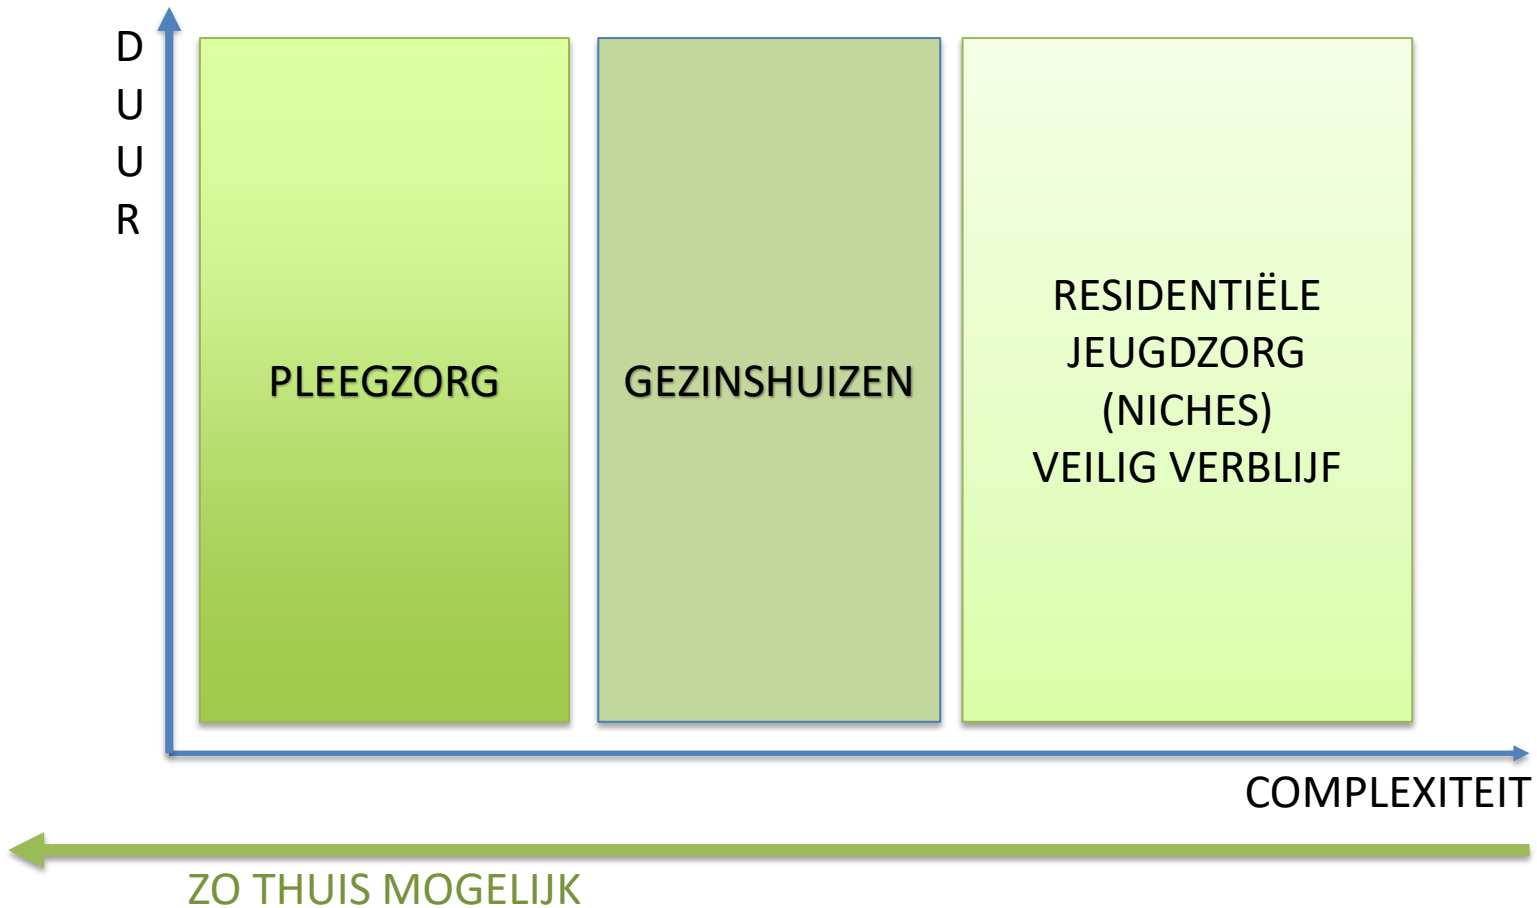 D
U
U
R
PLEEGZORG
GEZINSHUIZEN
RESIDENTIËLE
JEUGDZORG
(NICHES)
VEILIG VERBLIJF
COMPLEXITEIT
ZO THUIS MOGELIJK